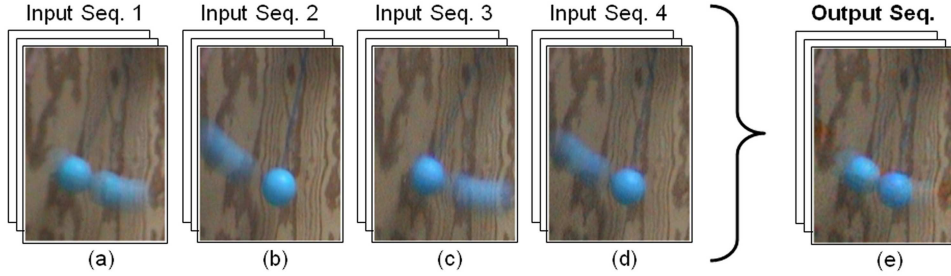 Input Seq. 1
Input Seq. 2
Input Seq. 3
Input Seq. 4
Output Seq.
(a)
(b)
(c)
(d)
(e)